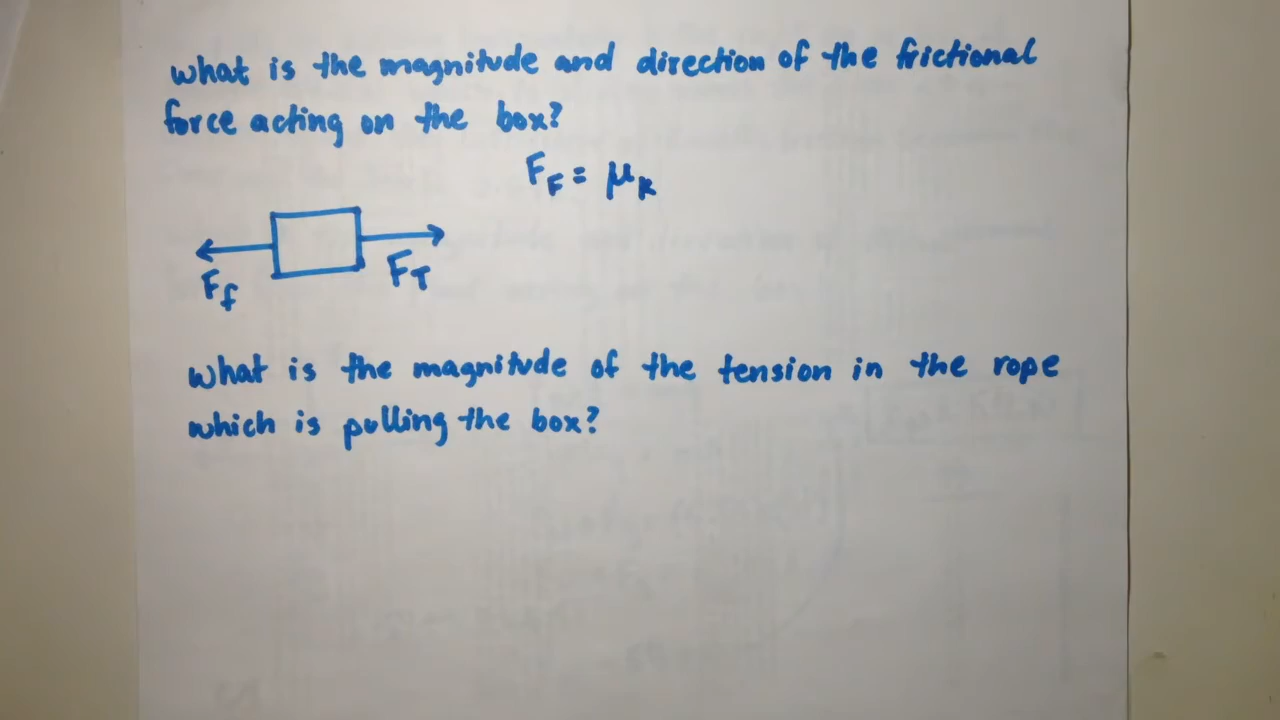 what is the magnitude and direction of the frictional
force acting on the box?
F_F = μ_k
F_f
F_T
what is the magnitude of the tension in the rope
which is pulling the box?